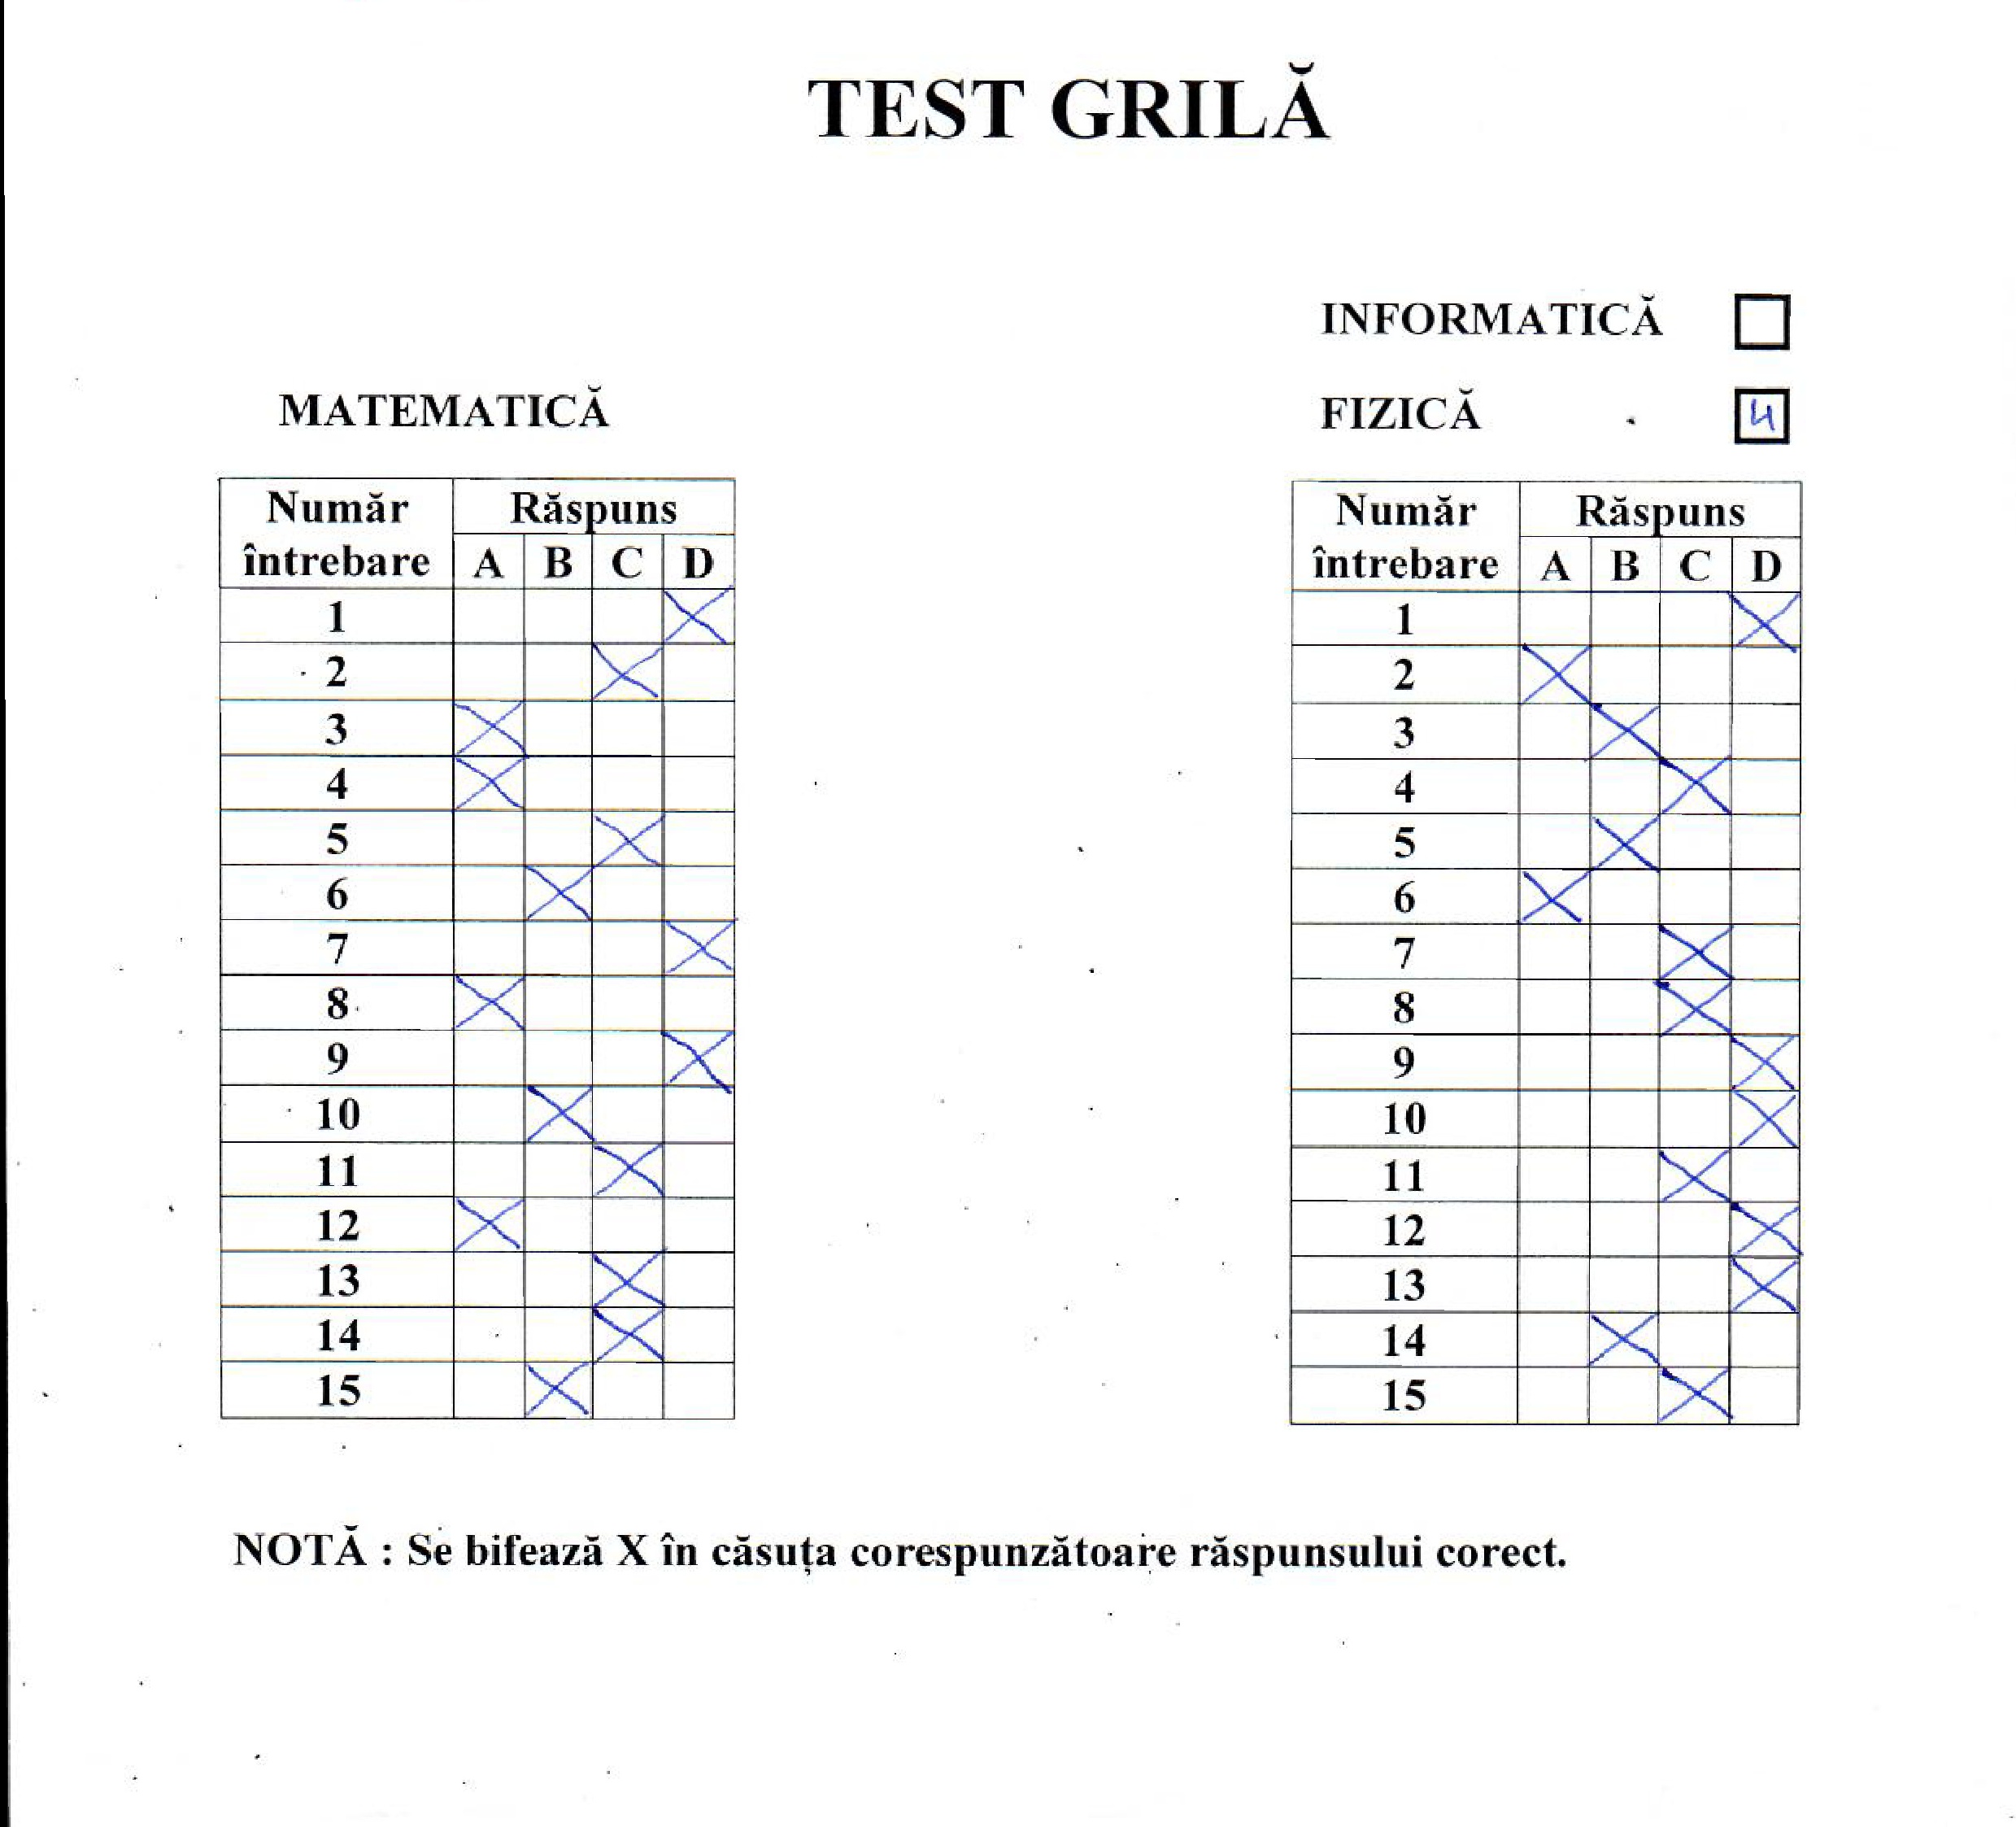 TEST GRILĂ
INFORMATICĂ
MATEMATICĂ
FIZICĂ 4
Număr întrebare Răspuns
A B C D
1 X
2 X
3 X
4 X
5 X
6 X
7 X
8 X
9 X
10 X
11 X
12 X
13 X
14 X
15 X
Număr întrebare Răspuns
A B C D
1 X
2 X
3 X
4 X
5 X
6 X
7 X
8 X
9 X
10 X
11 X
12 X
13 X
14 X
15 X
NOTĂ : Se bifează X în căsuța corespunzătoare răspunsului corect.